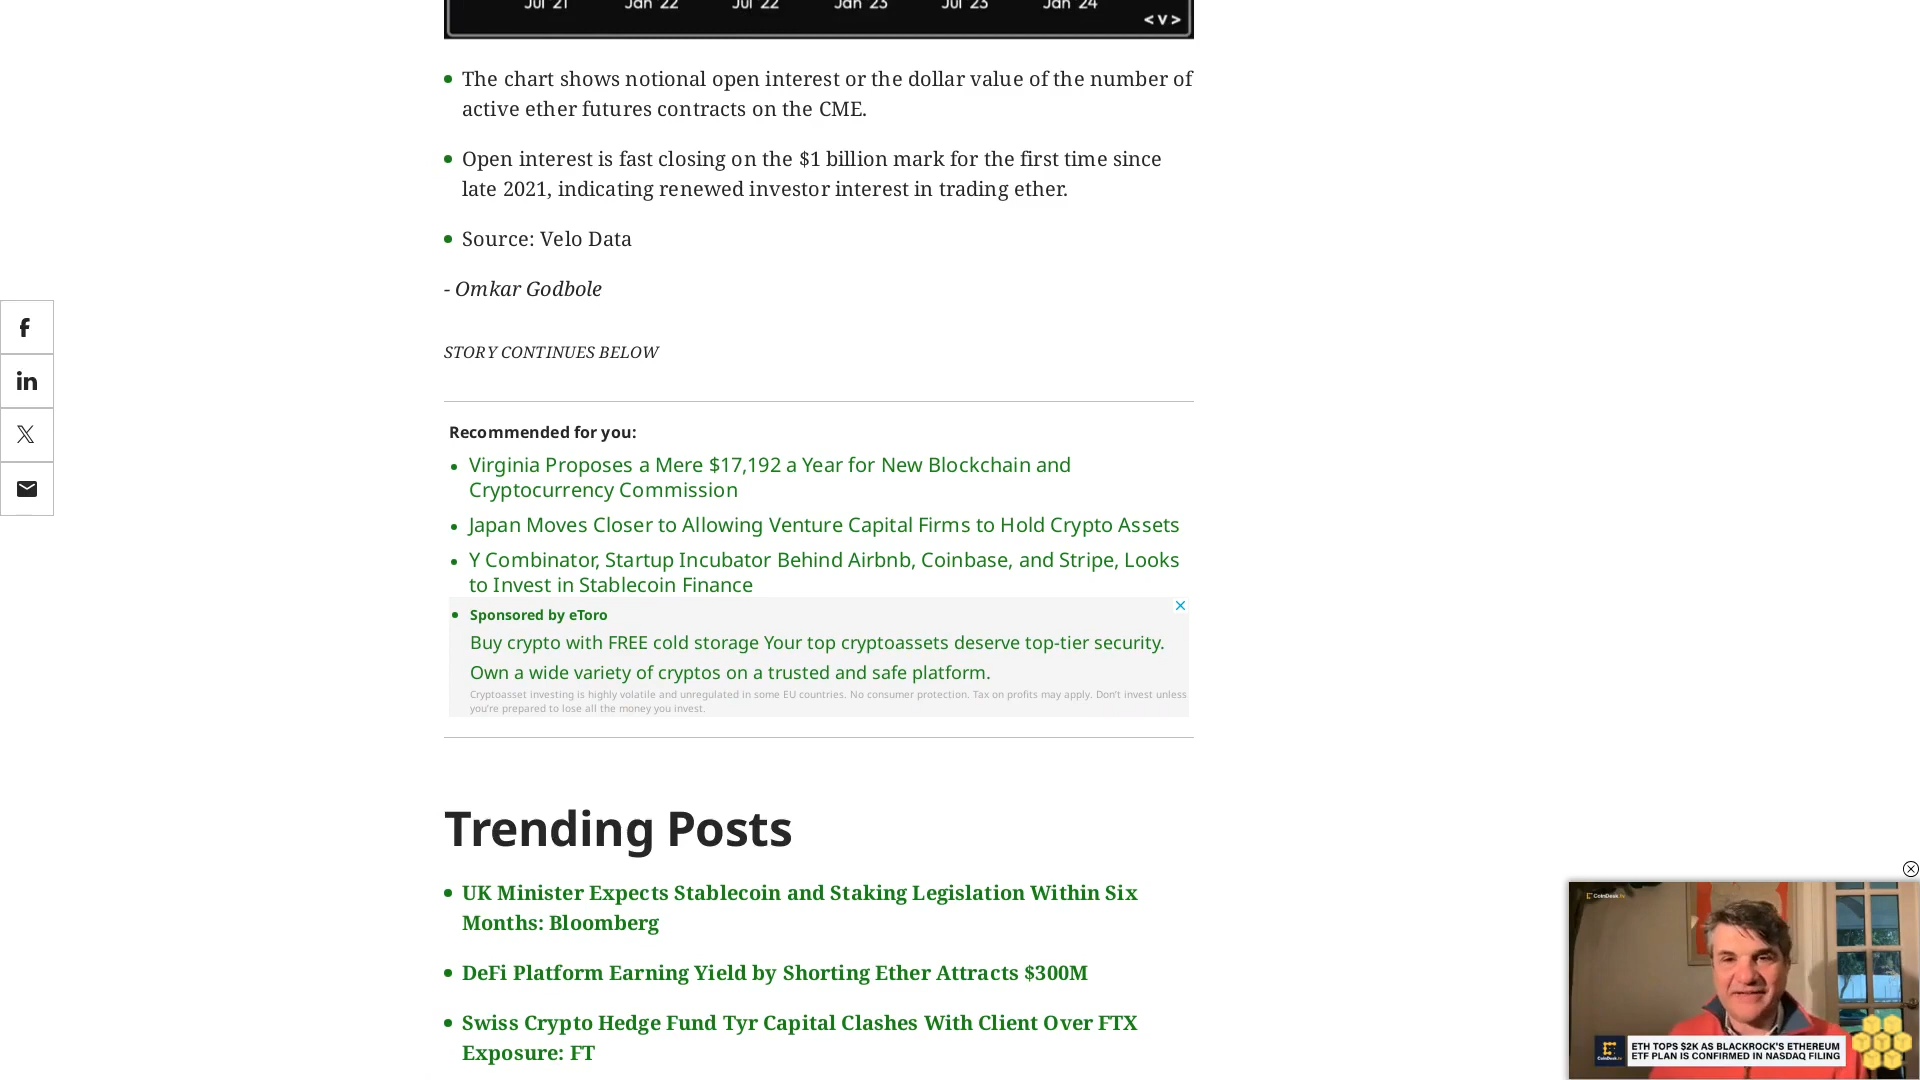 Jul 21 Jan 22 Jul 22 Jan 23 Jul 23 Jan 24
<v>
The chart shows notional open interest or the dollar value of the number of
active ether futures contracts on the CME.
Open interest is fast closing on the $1 billion mark for the first time since
late 2021, indicating renewed investor interest in trading ether.
Source: Velo Data
- Omkar Godbole
STORY CONTINUES BELOW
Recommended for you:
Virginia Proposes a Mere $17,192 a Year for New Blockchain and
Cryptocurrency Commission
Japan Moves Closer to Allowing Venture Capital Firms to Hold Crypto Assets
Y Combinator, Startup Incubator Behind Airbnb, Coinbase, and Stripe, Looks
to Invest in Stablecoin Finance
Sponsored by eToro
Buy crypto with FREE cold storage Your top cryptoassets deserve top-tier security.
Own a wide variety of cryptos on a trusted and safe platform.
Cryptoasset investing is highly volatile and unregulated in some EU countries. No consumer protection. Tax on profits may apply. Don't invest unless
you're prepared to lose all the money you invest.
Trending Posts
UK Minister Expects Stablecoin and Staking Legislation Within Six
Months: Bloomberg
DeFi Platform Earning Yield by Shorting Ether Attracts $300M
Swiss Crypto Hedge Fund Tyr Capital Clashes With Client Over FTX
Exposure: FT
CoinDesk tv
ETH TOPS $2K AS BLACKROCK'S ETHEREUM
ETF PLAN IS CONFIRMED IN NASDAQ FILING
CoinDesk tv